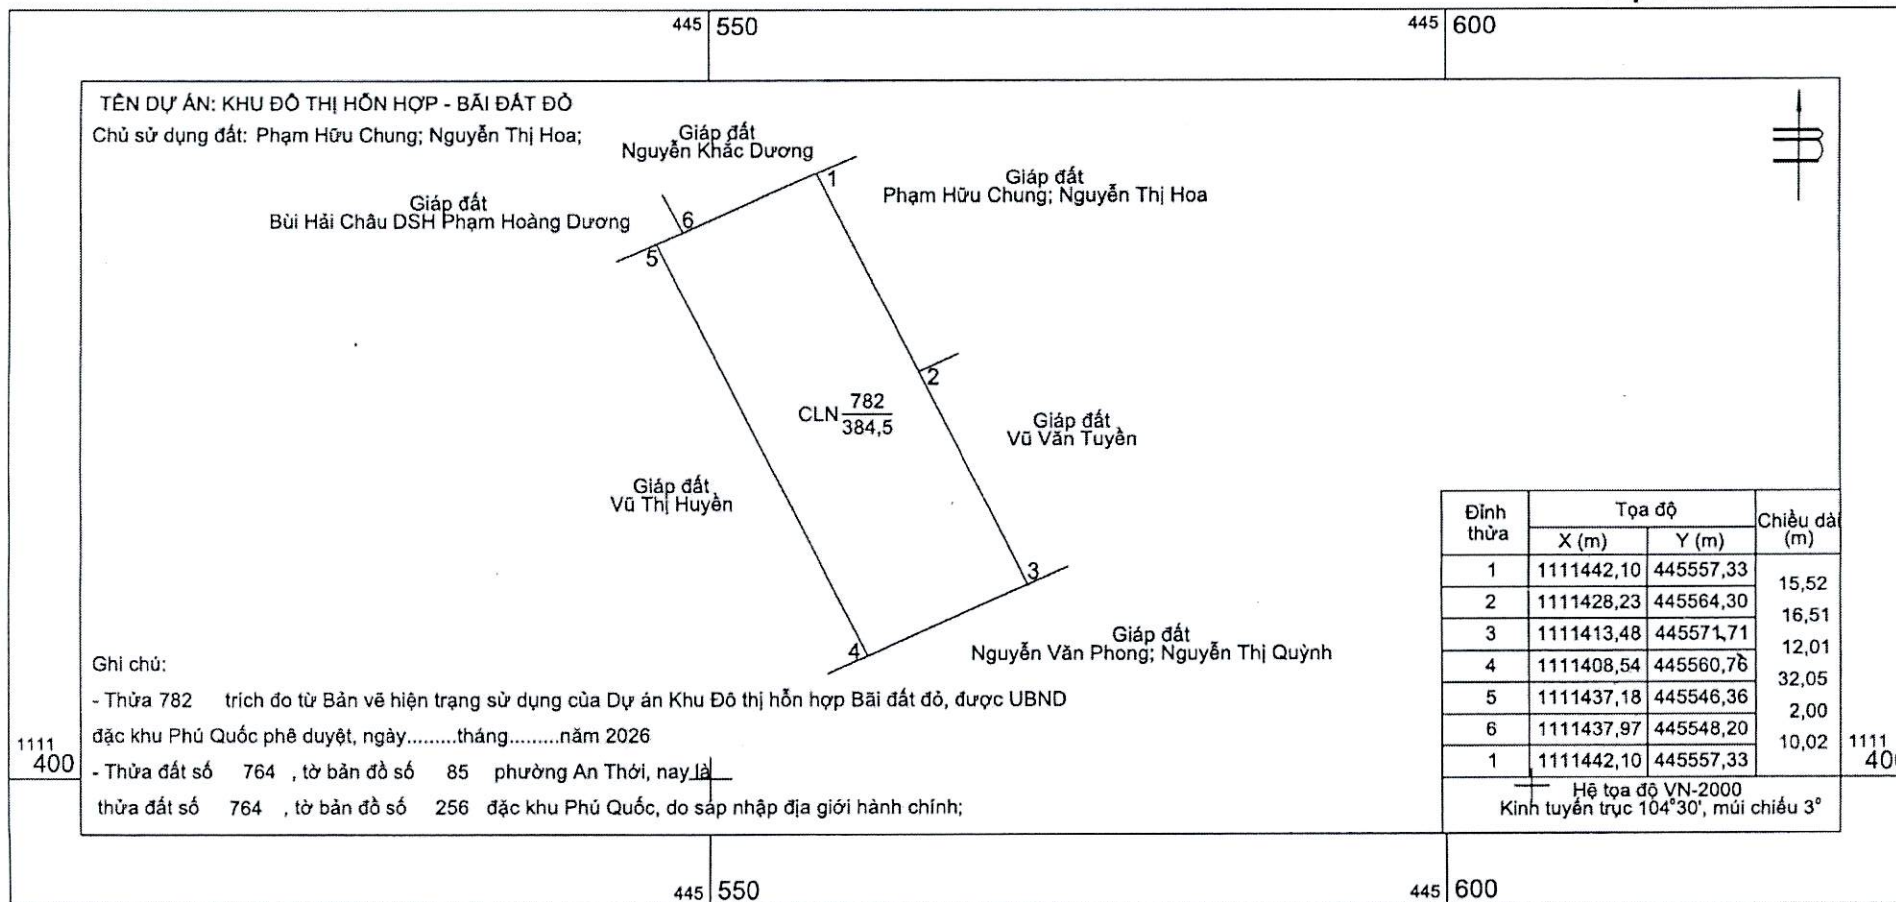 445 550
445 600
TÊN DỰ ÁN: KHU ĐÔ THỊ HỖN HỢP - BÃI ĐẤT ĐỎ
Chủ sử dụng đất: Phạm Hữu Chung; Nguyễn Thị Hoa;
Giáp đất
Nguyễn Khắc Dương
1
Giáp đất
Phạm Hữu Chung; Nguyễn Thị Hoa
Giáp đất
Bùi Hải Châu DSH Phạm Hoàng Dương
6
5
2
CLN 782
384,5
Giáp đất
Vũ Văn Tuyền
Giáp đất
Vũ Thị Huyền
3
4
Giáp đất
Nguyễn Văn Phong; Nguyễn Thị Quỳnh
Đỉnh thửa Tọa độ Chiều dài (m)
X (m) Y (m)
1 1111442,10 445557,33
15,52
2 1111428,23 445564,30
16,51
3 1111413,48 445571,71
12,01
4 1111408,54 445560,76
32,05
5 1111437,18 445546,36
2,00
6 1111437,97 445548,20
10,02
1 1111442,10 445557,33
Hệ tọa độ VN-2000
Kinh tuyến trục 104°30', múi chiếu 3°
Ghi chú:
- Thửa 782 trích đo từ Bản vẽ hiện trạng sử dụng của Dự án Khu Đô thị hỗn hợp Bãi đất đỏ, được UBND
đặc khu Phú Quốc phê duyệt, ngày.........tháng.........năm 2026
- Thửa đất số 764 , tờ bản đồ số 85 phường An Thới, nay là
thửa đất số 764 , tờ bản đồ số 256 đặc khu Phú Quốc, do sáp nhập địa giới hành chính;
1111
400
1111
400
445 550
445 600